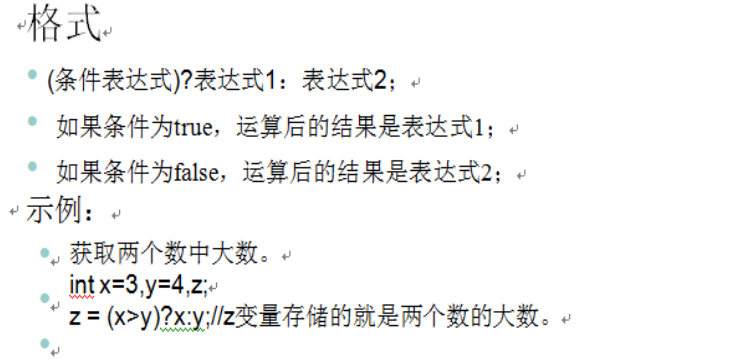 格式
(条件表达式)?表达式1：表达式2；
如果条件为true，运算后的结果是表达式1；
如果条件为false，运算后的结果是表达式2；
示例：
获取两个数中大数。
int x=3,y=4,z;
z = (x>y)?x:y;//z变量存储的就是两个数的大数。